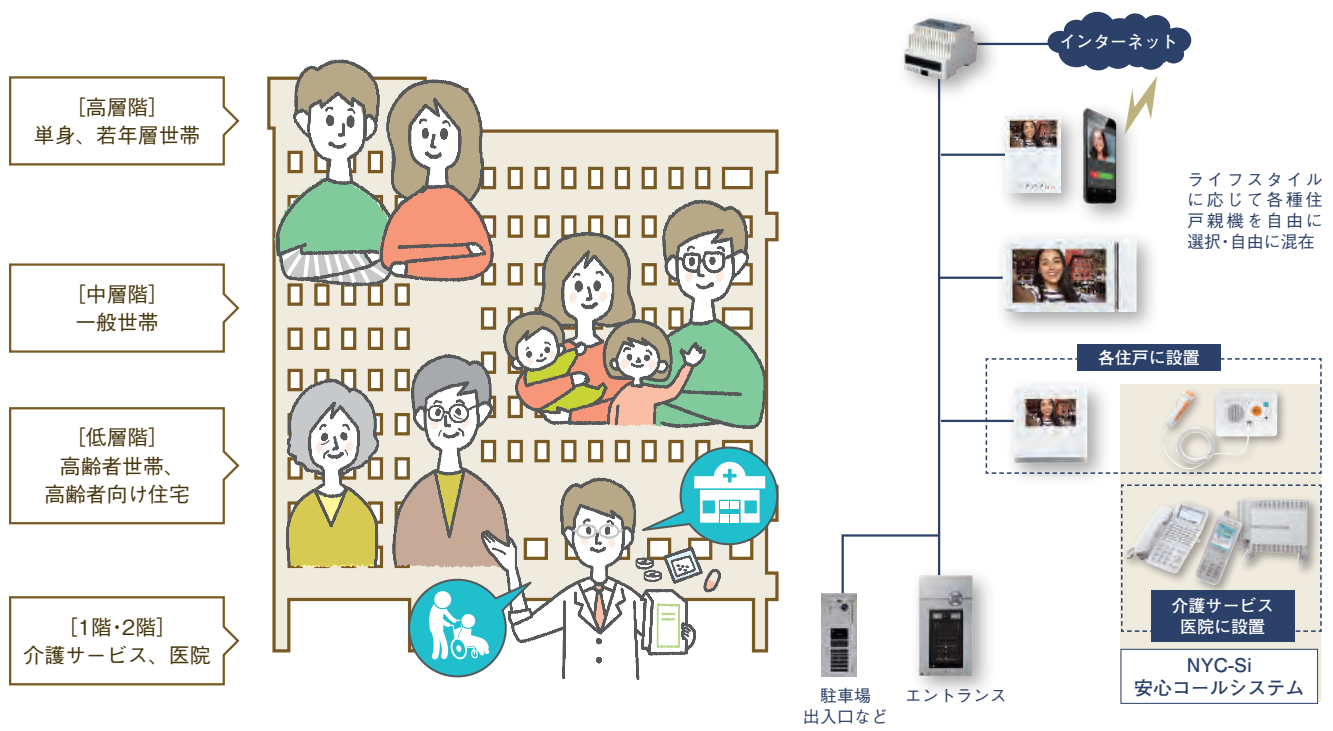 [高層階]
単身、若年層世帯
[中層階]
一般世帯
[低層階]
高齢者世帯、
高齢者向け住宅
[1階・2階]
介護サービス、医院
インターネット
ライフスタイル
に応じて各種住
戸親機を自由に
選択・自由に混在
各住戸に設置
介護サービス
医院に設置
NYC-Si
安心コールシステム
駐車場
出入口など
エントランス